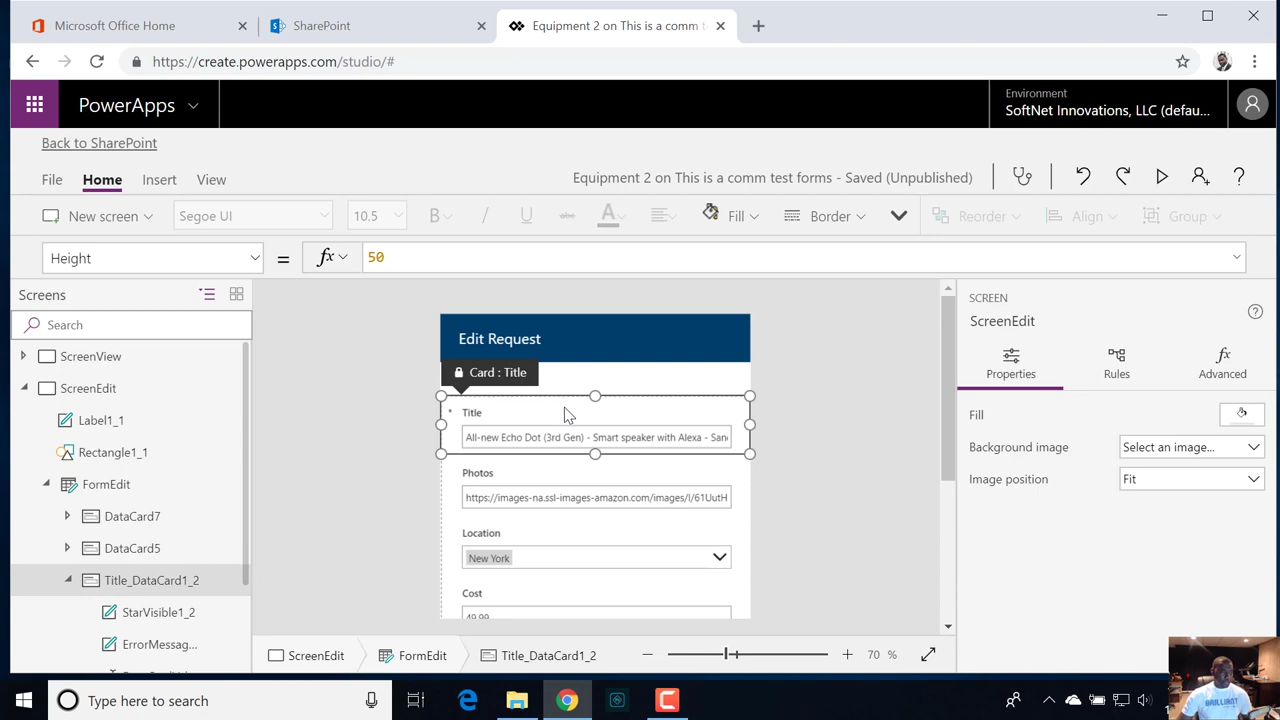 Microsoft Office Home
SharePoint
Equipment 2 on This is a comm t
https://create.powerapps.com/studio/#
PowerApps
Environment
SoftNet Innovations, LLC (defau...
Back to SharePoint
File Home Insert View
Equipment 2 on This is a comm test forms - Saved (Unpublished)
New screen Segoe UI 10.5 B / U abc A Fill Border Reorder Align Group
Height = fx 50
Screens
Search
ScreenView
ScreenEdit
Label1_1
Rectangle1_1
FormEdit
DataCard7
DataCard5
Title_DataCard1_2
StarVisible1_2
ErrorMessag...
Edit Request
Card : Title
* Title
All-new Echo Dot (3rd Gen) - Smart speaker with Alexa - San
Photos
https://images-na.ssl-images-amazon.com/images/I/61UutH
Location
New York
Cost
49.99
SCREEN
ScreenEdit
Properties Rules Advanced
Fill
Background image Select an image...
Image position Fit
ScreenEdit FormEdit Title_DataCard1_2 70 %
Type here to search
BRILLIANT